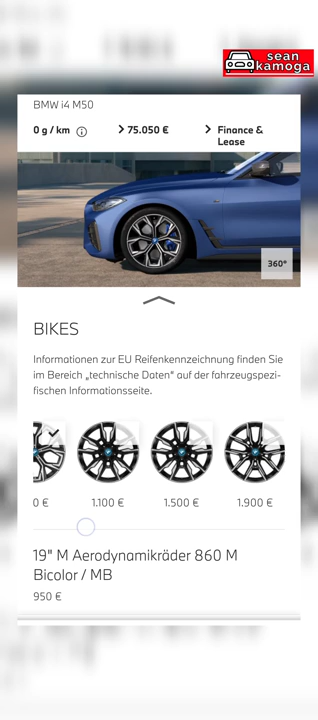 sean
kamoga
BMW i4 M50
0 g / km
75.050 €
Finance &
Lease
360°
BIKES
Informationen zur EU Reifenkennzeichnung finden Sie
im Bereich „technische Daten“ auf der fahrzeugspezi-
fischen Informationsseite.
0 €
1.100 €
1.500 €
1.900 €
19" M Aerodynamikräder 860 M
Bicolor / MB
950 €